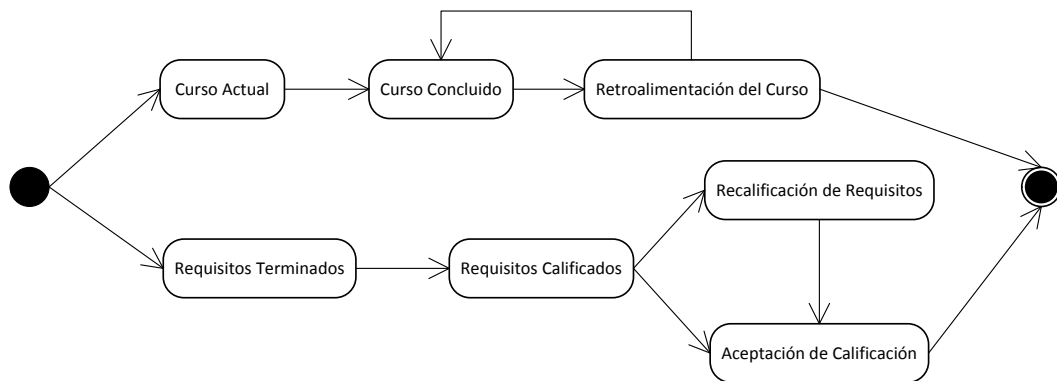 Curso Actual
Curso Concluido
Retroalimentación del Curso
Recalificación de Requisitos
Requisitos Terminados
Requisitos Calificados
Aceptación de Calificación